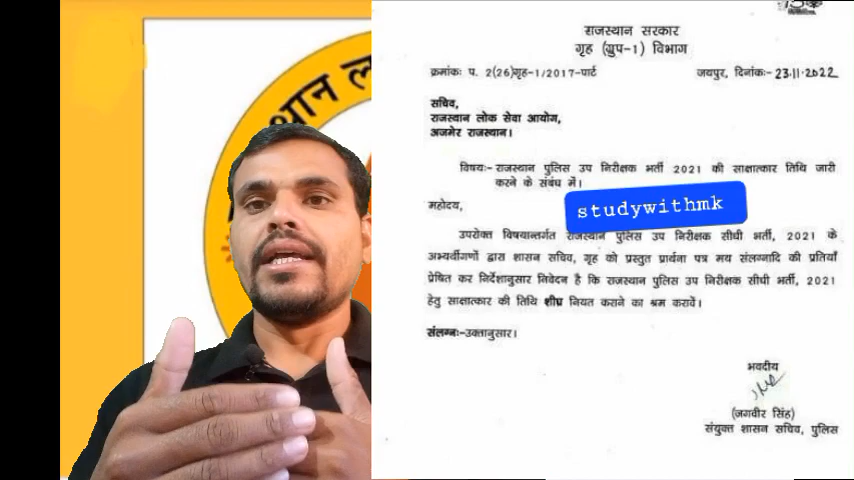 थान ल
राजस्थान सरकार
गृह (ग्रुप-1) विभाग
क्रमांकः प. 2(26)गृह-1/2017-पार्ट
जयपुर, दिनांकः- 23.11.2022
सचिव,
राजस्थान लोक सेवा आयोग,
अजमेर राजस्थान।
विषयः- राजस्थान पुलिस उप निरीक्षक भर्ती 2021 की साक्षात्कार तिथि जारी
करने के संबंध में।
महोदय,
studywithmk
उपरोक्त विषयान्तर्गत राजस्थान पुलिस उप निरीक्षक सीधी भर्ती, 2021 के
अभ्यर्थीगणों द्वारा शासन सचिव, गृह को प्रस्तुत प्रार्थना पत्र मय संलग्नादि की प्रतियाँ
प्रेषित कर निर्देशानुसार निवेदन है कि राजस्थान पुलिस उप निरीक्षक सीधी भर्ती, 2021
हेतु साक्षात्कार की तिथि शीघ्र नियत कराने का श्रम करावें।
संलग्नः-उक्तानुसार।
भवदीय
(जगवीर सिंह)
संयुक्त शासन सचिव, पुलिस